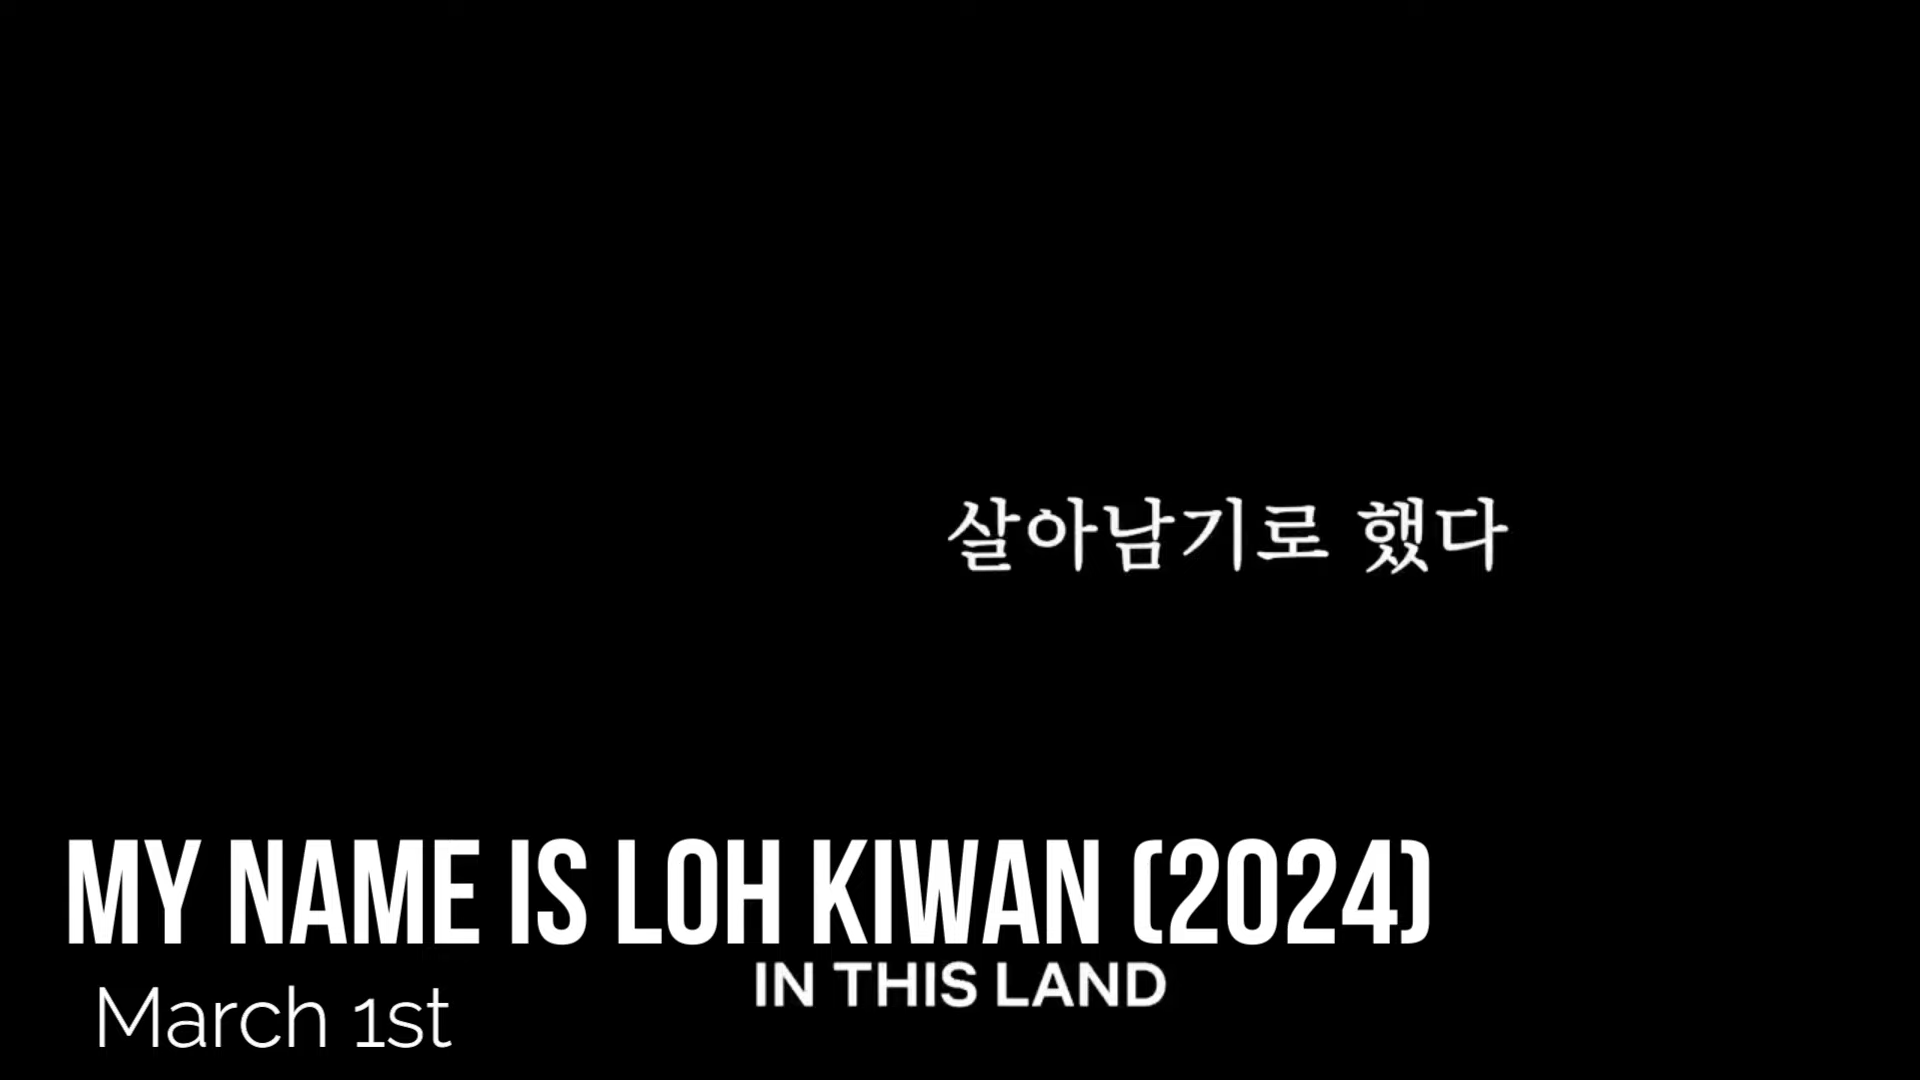 살아남기로 했다
MY NAME IS LOH KIWAN (2024)
IN THIS LAND
March 1st